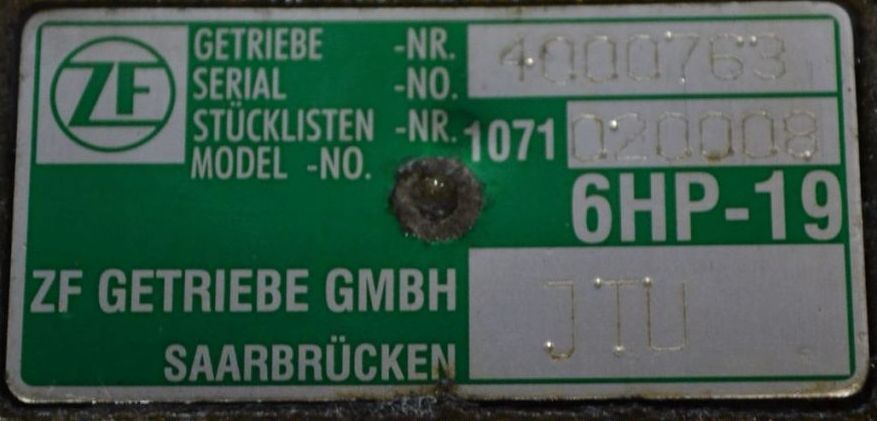 ZF
GETRIEBE -NR. 4000763
SERIAL -NO.
STÜCKLISTEN -NR. 1071 020008
MODEL -NO.
6HP-19
ZF GETRIEBE GMBH JTU
SAARBRÜCKEN